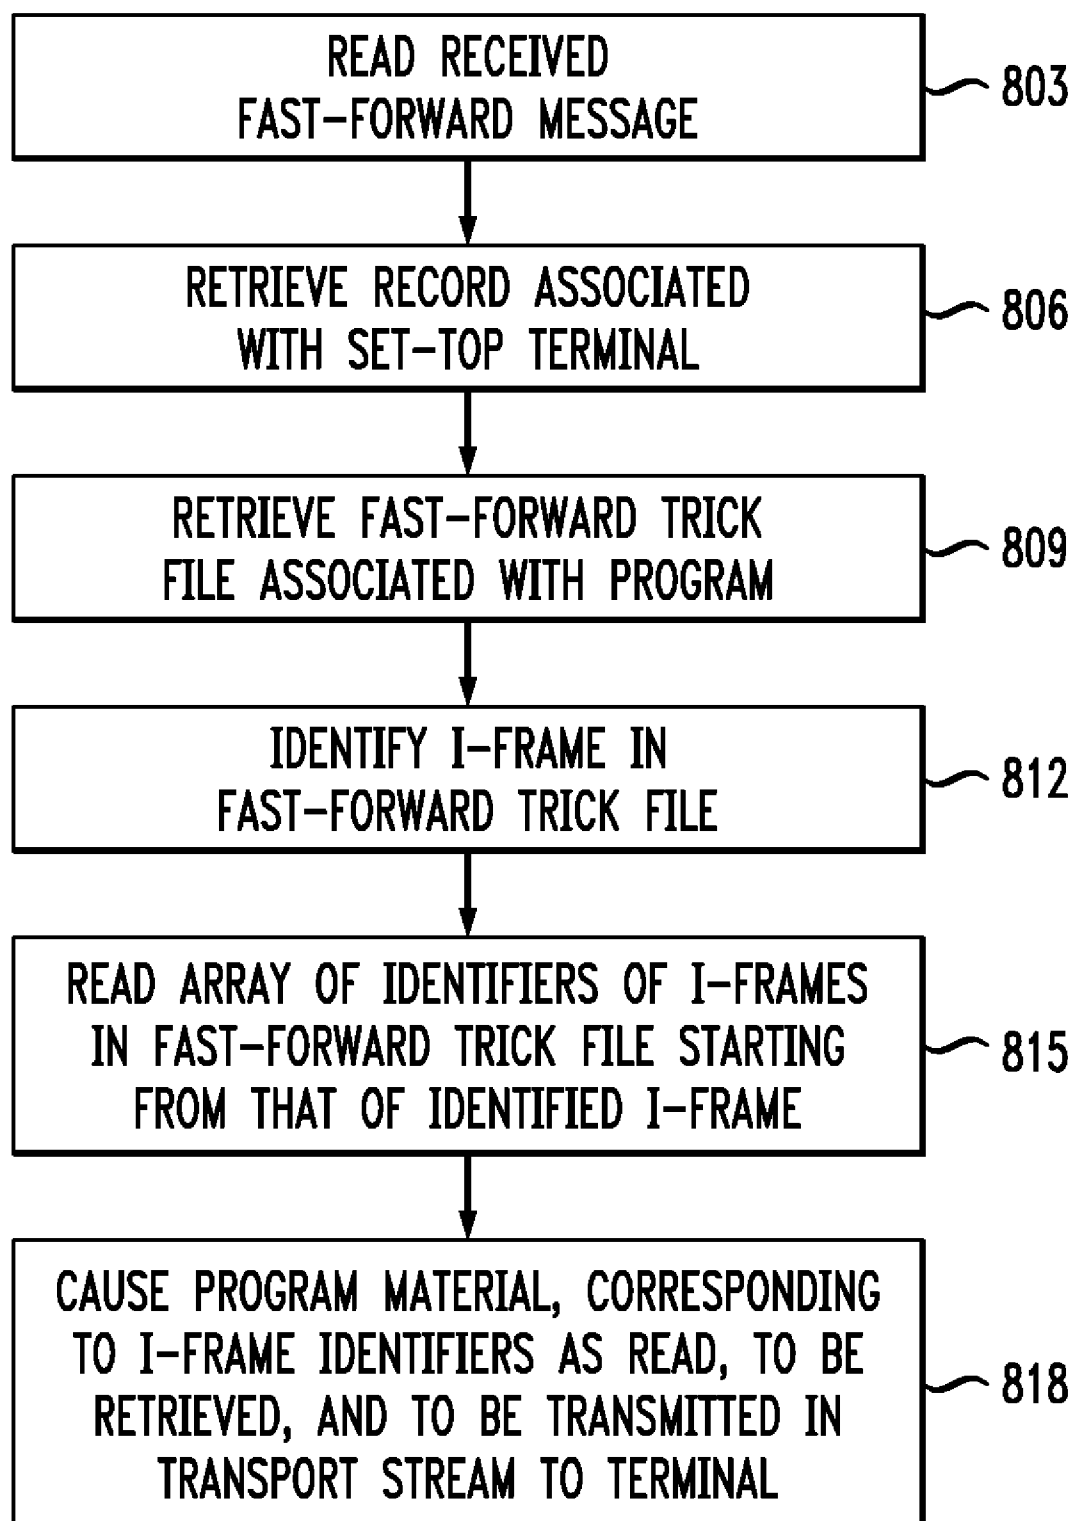 READ RECEIVED
FAST-FORWARD MESSAGE
803
RETRIEVE RECORD ASSOCIATED
WITH SET-TOP TERMINAL
806
RETRIEVE FAST-FORWARD TRICK
FILE ASSOCIATED WITH PROGRAM
809
IDENTIFY I-FRAME IN
FAST-FORWARD TRICK FILE
812
READ ARRAY OF IDENTIFIERS OF I-FRAMES
IN FAST-FORWARD TRICK FILE STARTING
FROM THAT OF IDENTIFIED I-FRAME
815
CAUSE PROGRAM MATERIAL, CORRESPONDING
TO I-FRAME IDENTIFIERS AS READ, TO BE
RETRIEVED, AND TO BE TRANSMITTED IN
TRANSPORT STREAM TO TERMINAL
818